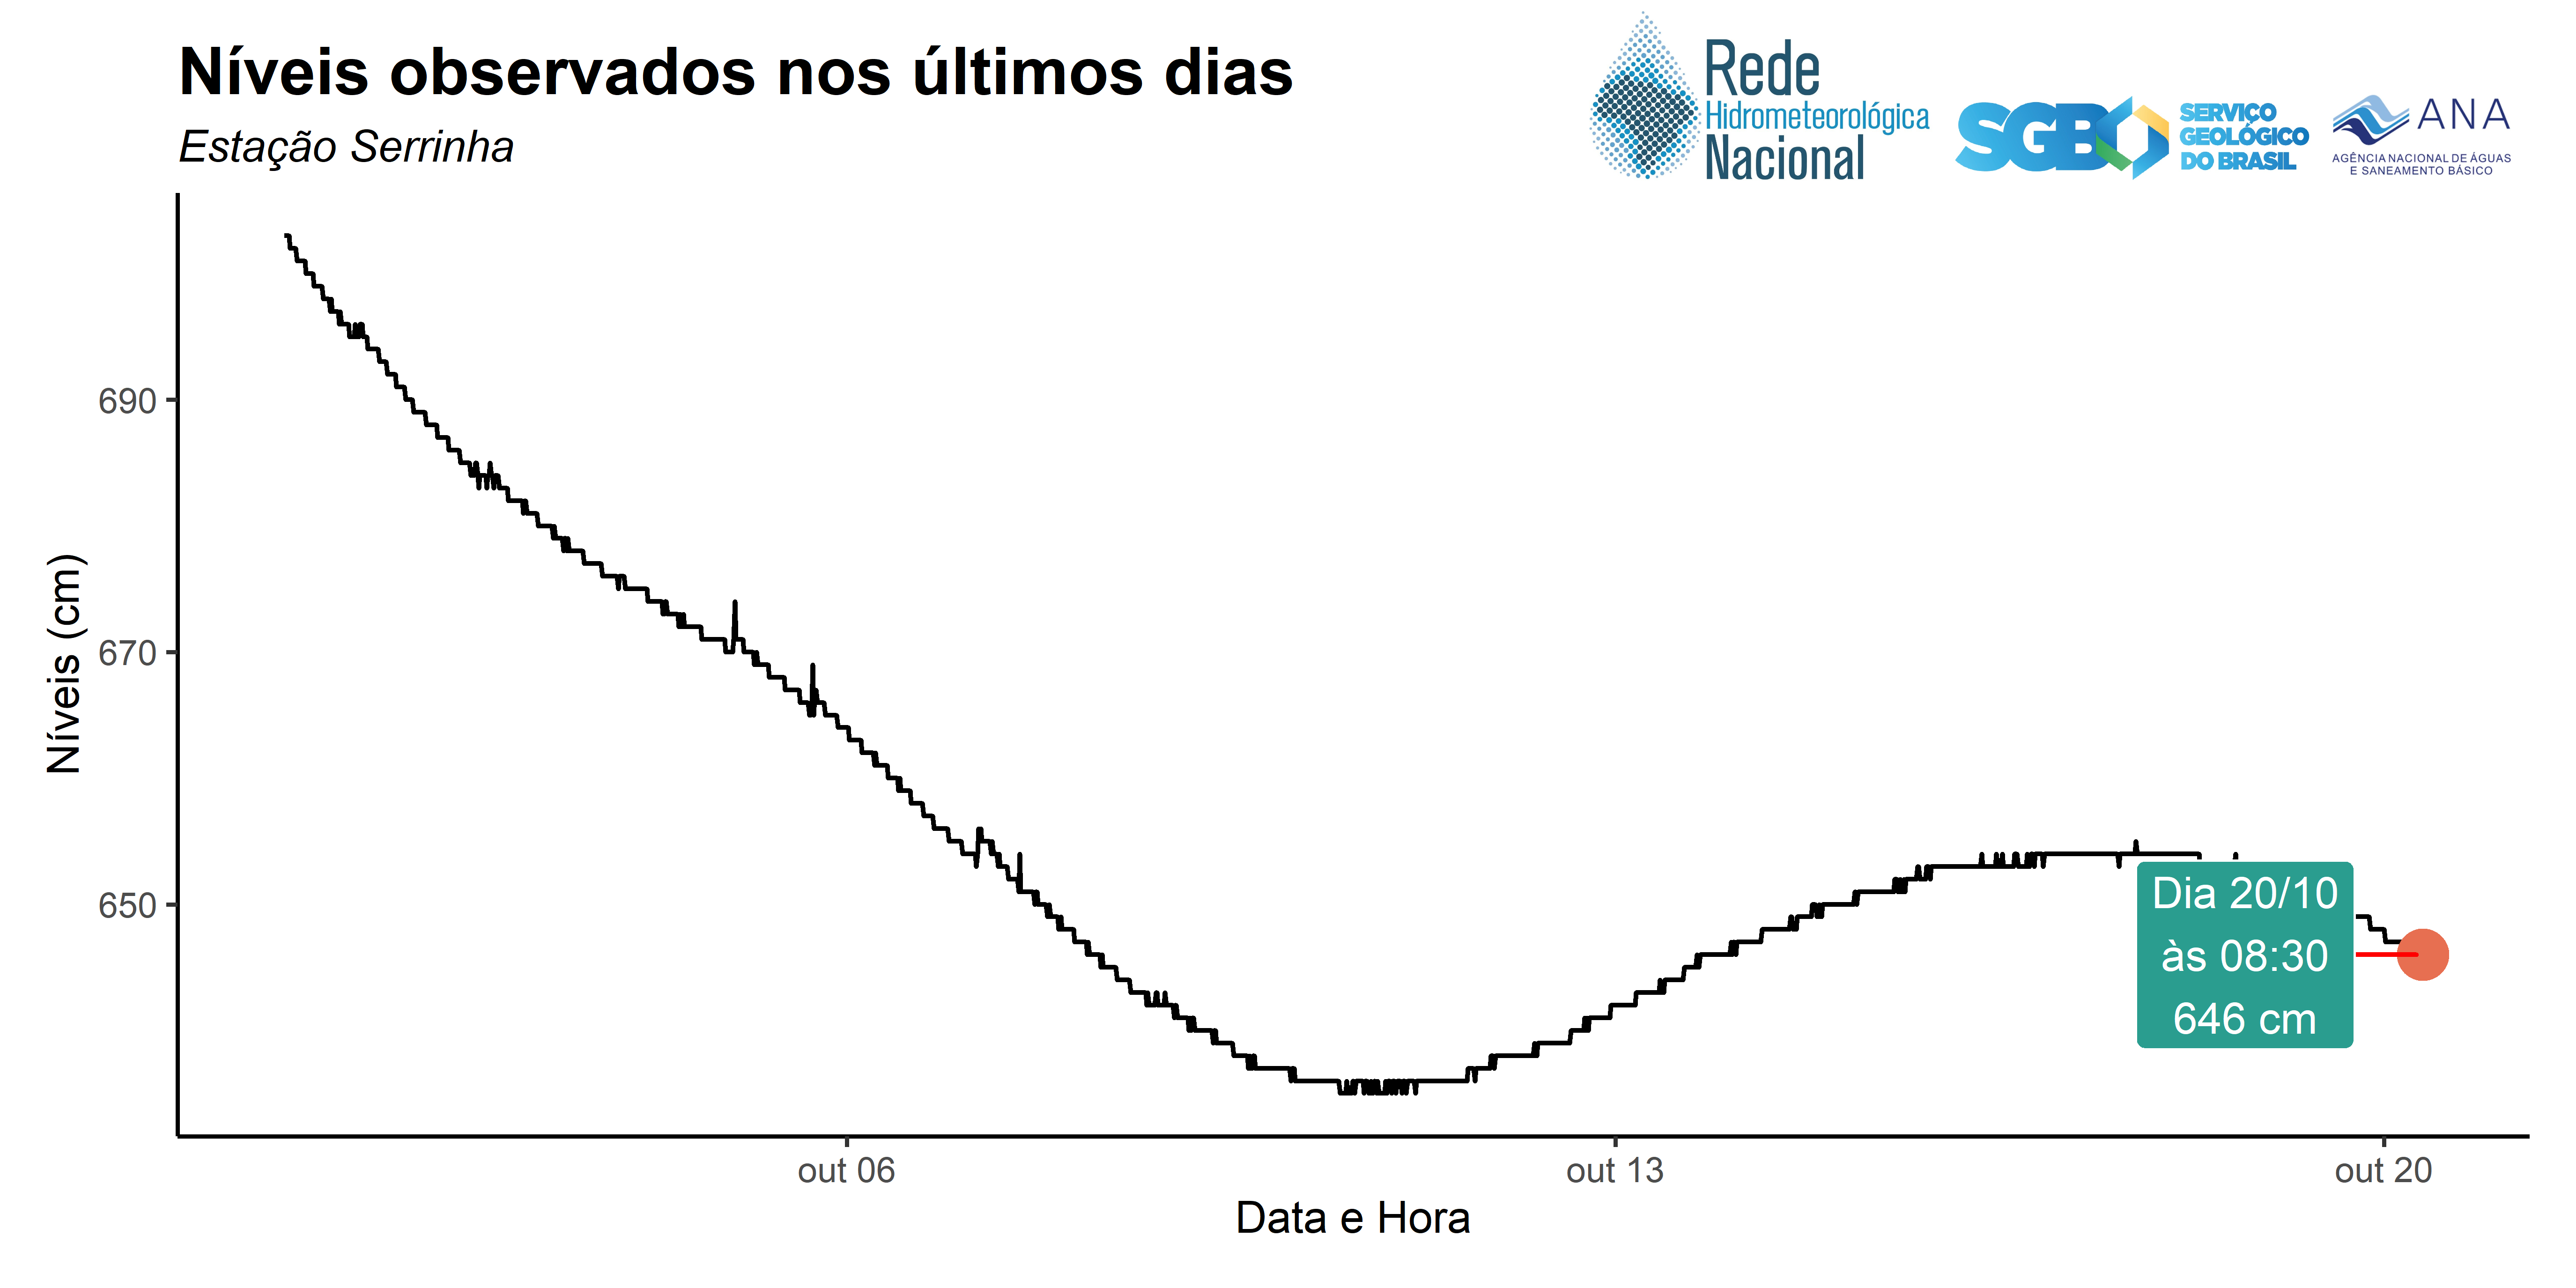 Níveis observados nos últimos dias
Estação Serrinha
Rede
Hidrometeorológica
Nacional
SGB
SERVIÇO
GEOLÓGICO
DO BRASIL
ANA
AGÊNCIA NACIONAL DE ÁGUAS
E SANEAMENTO BÁSICO
Níveis (cm)
690
670
650
Dia 20/10
às 08:30
646 cm
out 06
out 13
out 20
Data e Hora